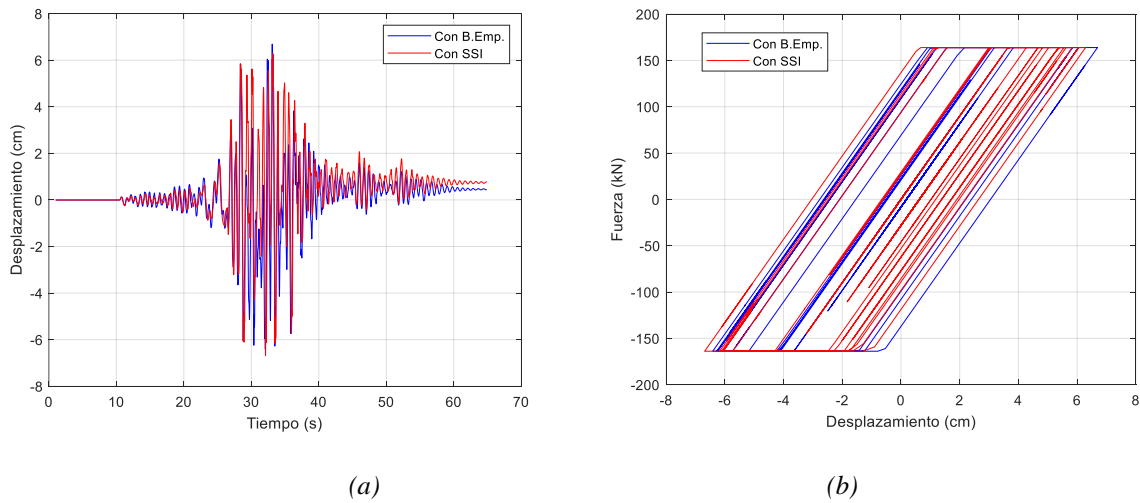 8
6
4
2
0
-2
-4
-6
-8
Desplazamiento (cm)
0 10 20 30 40 50 60 70
Tiempo (s)
Con B.Emp.
Con SSI
(a)
200
150
100
50
0
-50
-100
-150
-200
Fuerza (kN)
-8 -6 -4 -2 0 2 4 6 8
Desplazamiento (cm)
Con B.Emp.
Con SSI
(b)